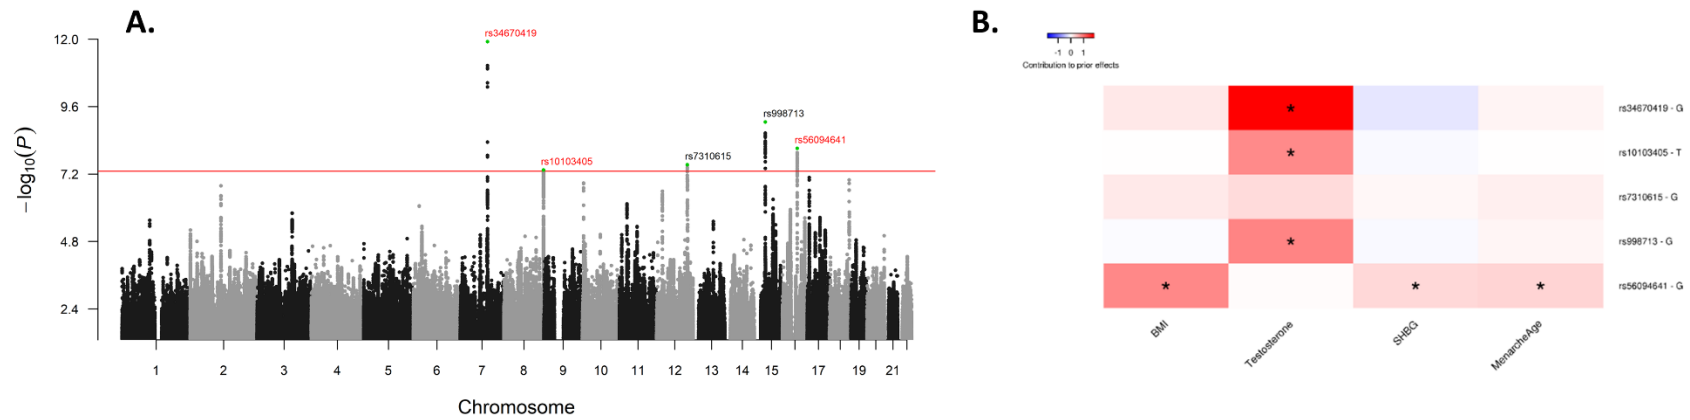 A.
12.0
9.6
7.2
4.8
2.4
−log10(P)
rs34670419
rs998713
rs56094641
rs7310615
rs10103405
1 2 3 4 5 6 7 8 9 10 11 12 13 14 15 17 19 21
Chromosome
B.
-1 0 1
Contribution to prior effects
* rs34670419 - G
* rs10103405 - T
rs7310615 - G
* rs998713 - G
* * * rs56094641 - G
BMI Testosterone SHBG MenarcheAge